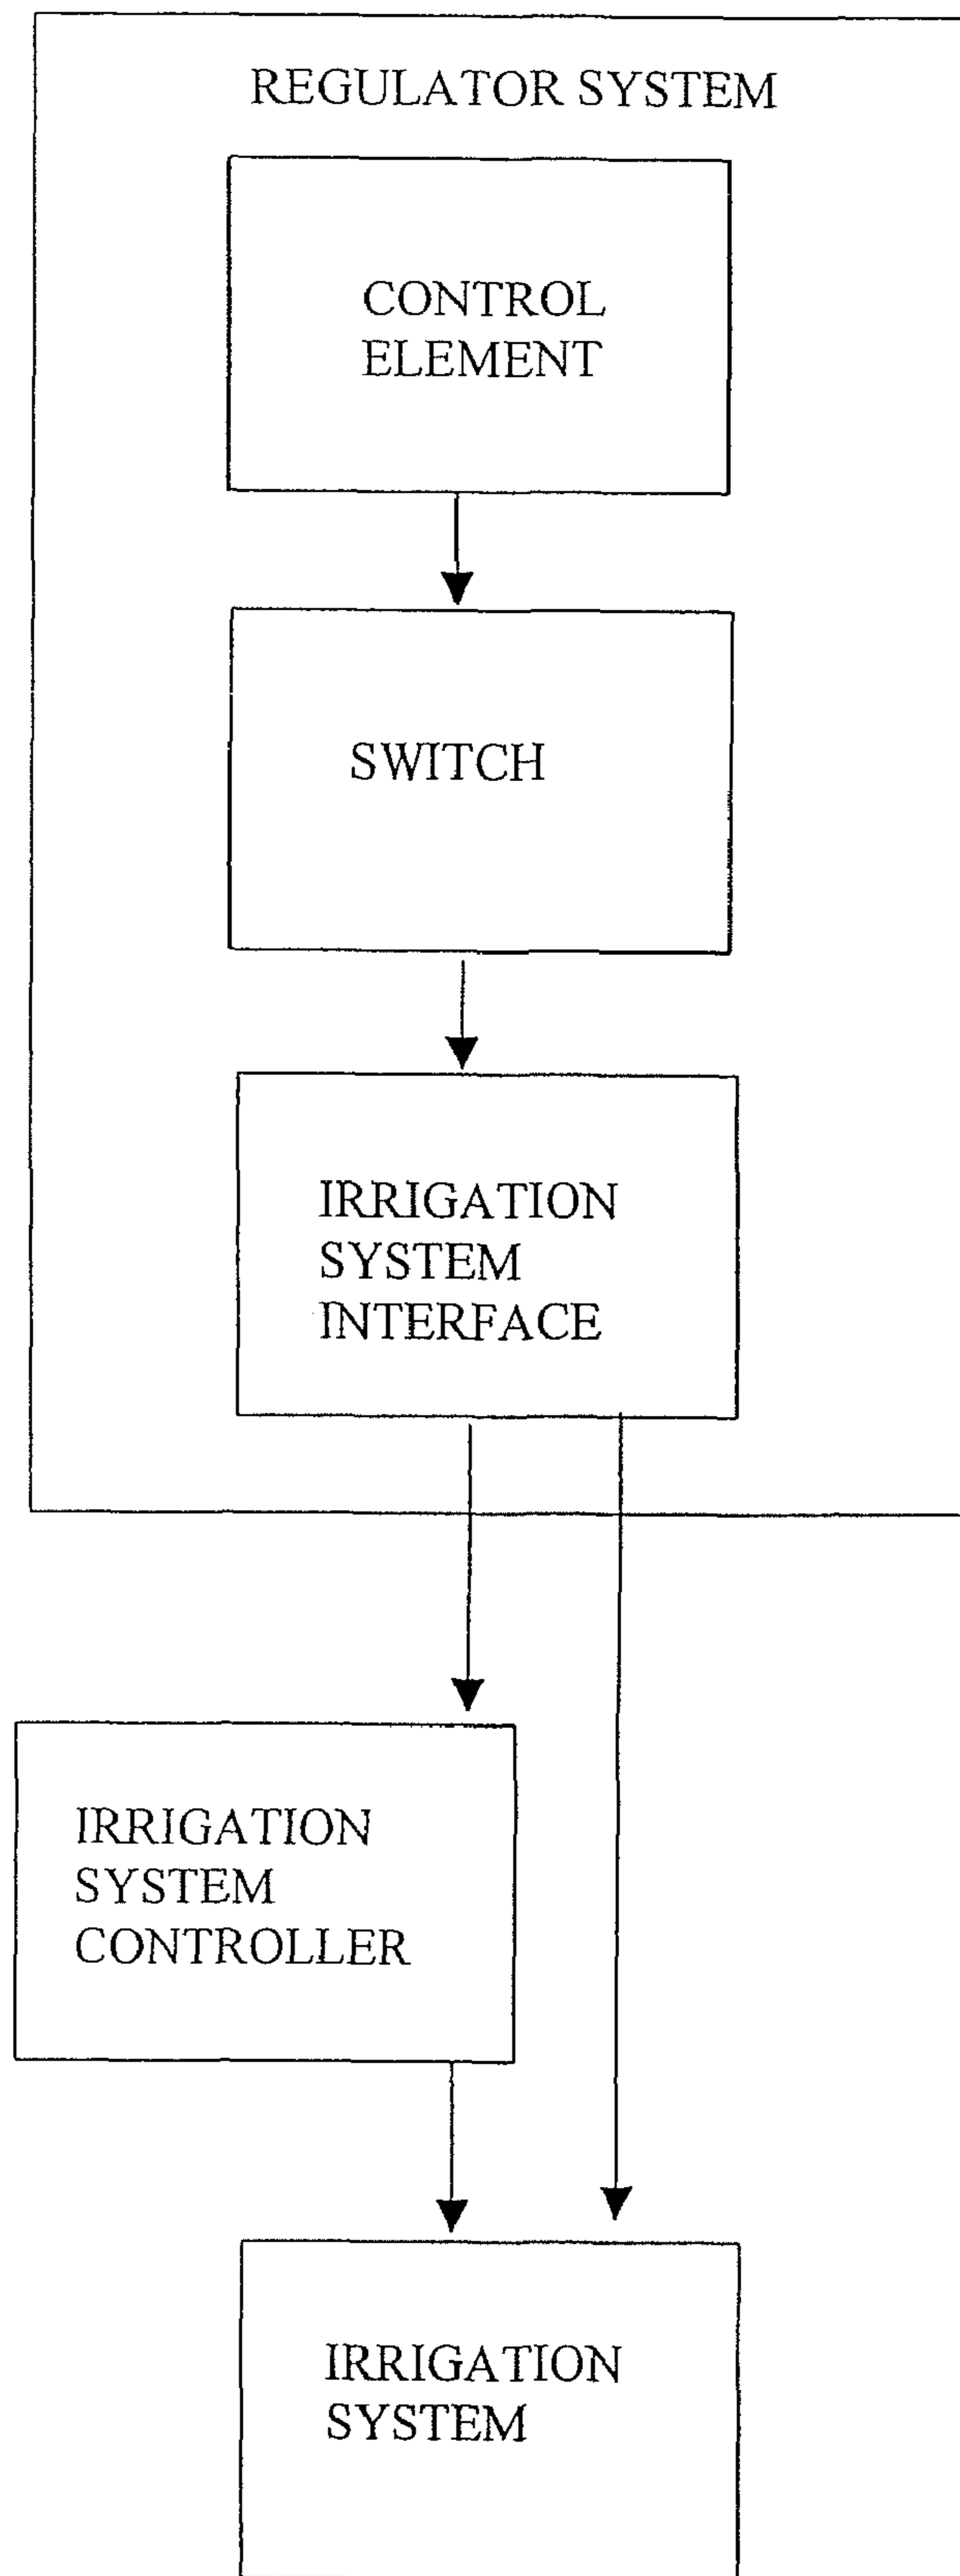 REGULATOR SYSTEM
CONTROL
ELEMENT
SWITCH
IRRIGATION
SYSTEM
INTERFACE
IRRIGATION
SYSTEM
CONTROLLER
IRRIGATION
SYSTEM